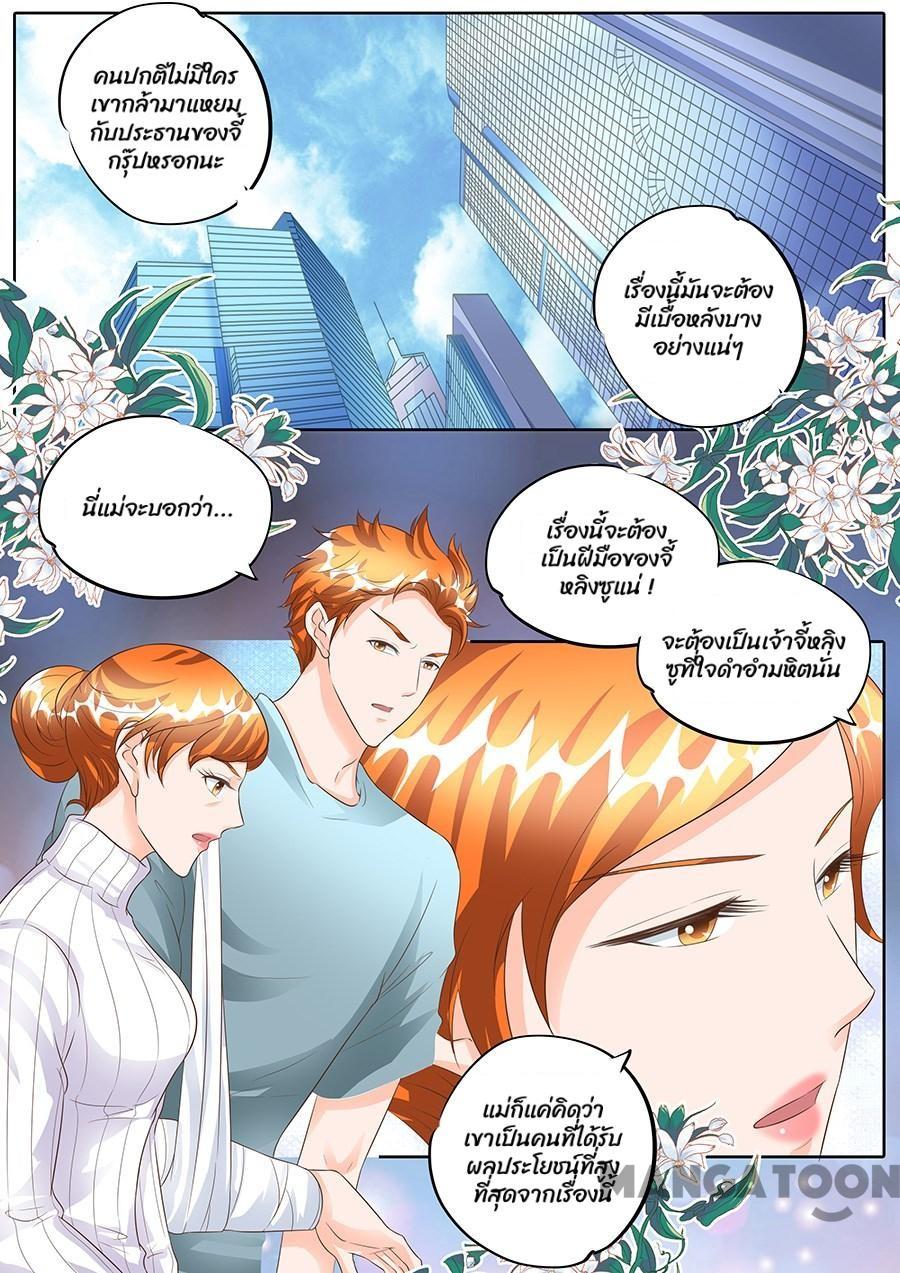 คนปกติไม่มีใคร
เขากล้ามาแหยม
กับประธานของจี้
กรุ๊ปหรอกนะ
เรื่องนี้มันจะต้อง
มีเบื้อหลังบาง
อย่างแน่ๆ
นี่แม่จะบอกว่า...
เรื่องนี้จะต้อง
เป็นฝีมือของจี้
หลิงซูแน่ !
จะต้องเป็นเจ้าจี้หลิง
ซูที่ใจดำอำมหิตนั่น
แม่ก็แค่คิดว่า
เขาเป็นคนที่ได้รับ
ผลประโยชน์ที่สูง
ที่สุดจากเรื่องนี้
MANGATOON